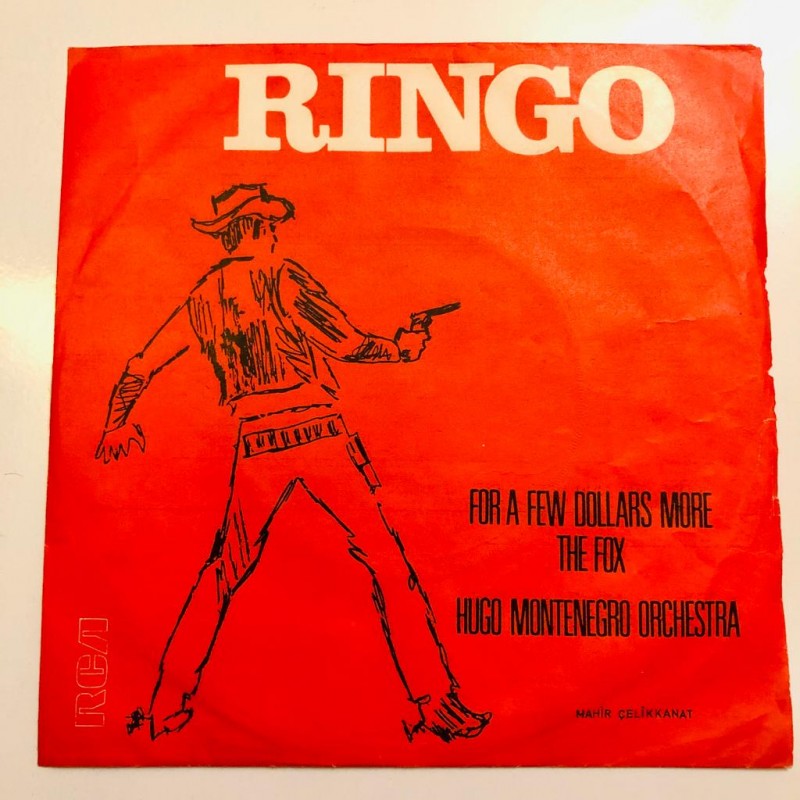 RINGO
FOR A FEW DOLLARS MORE
THE FOX
HUGO MONTENEGRO ORCHESTRA
RCA
MAHİR ÇELİKKANAT